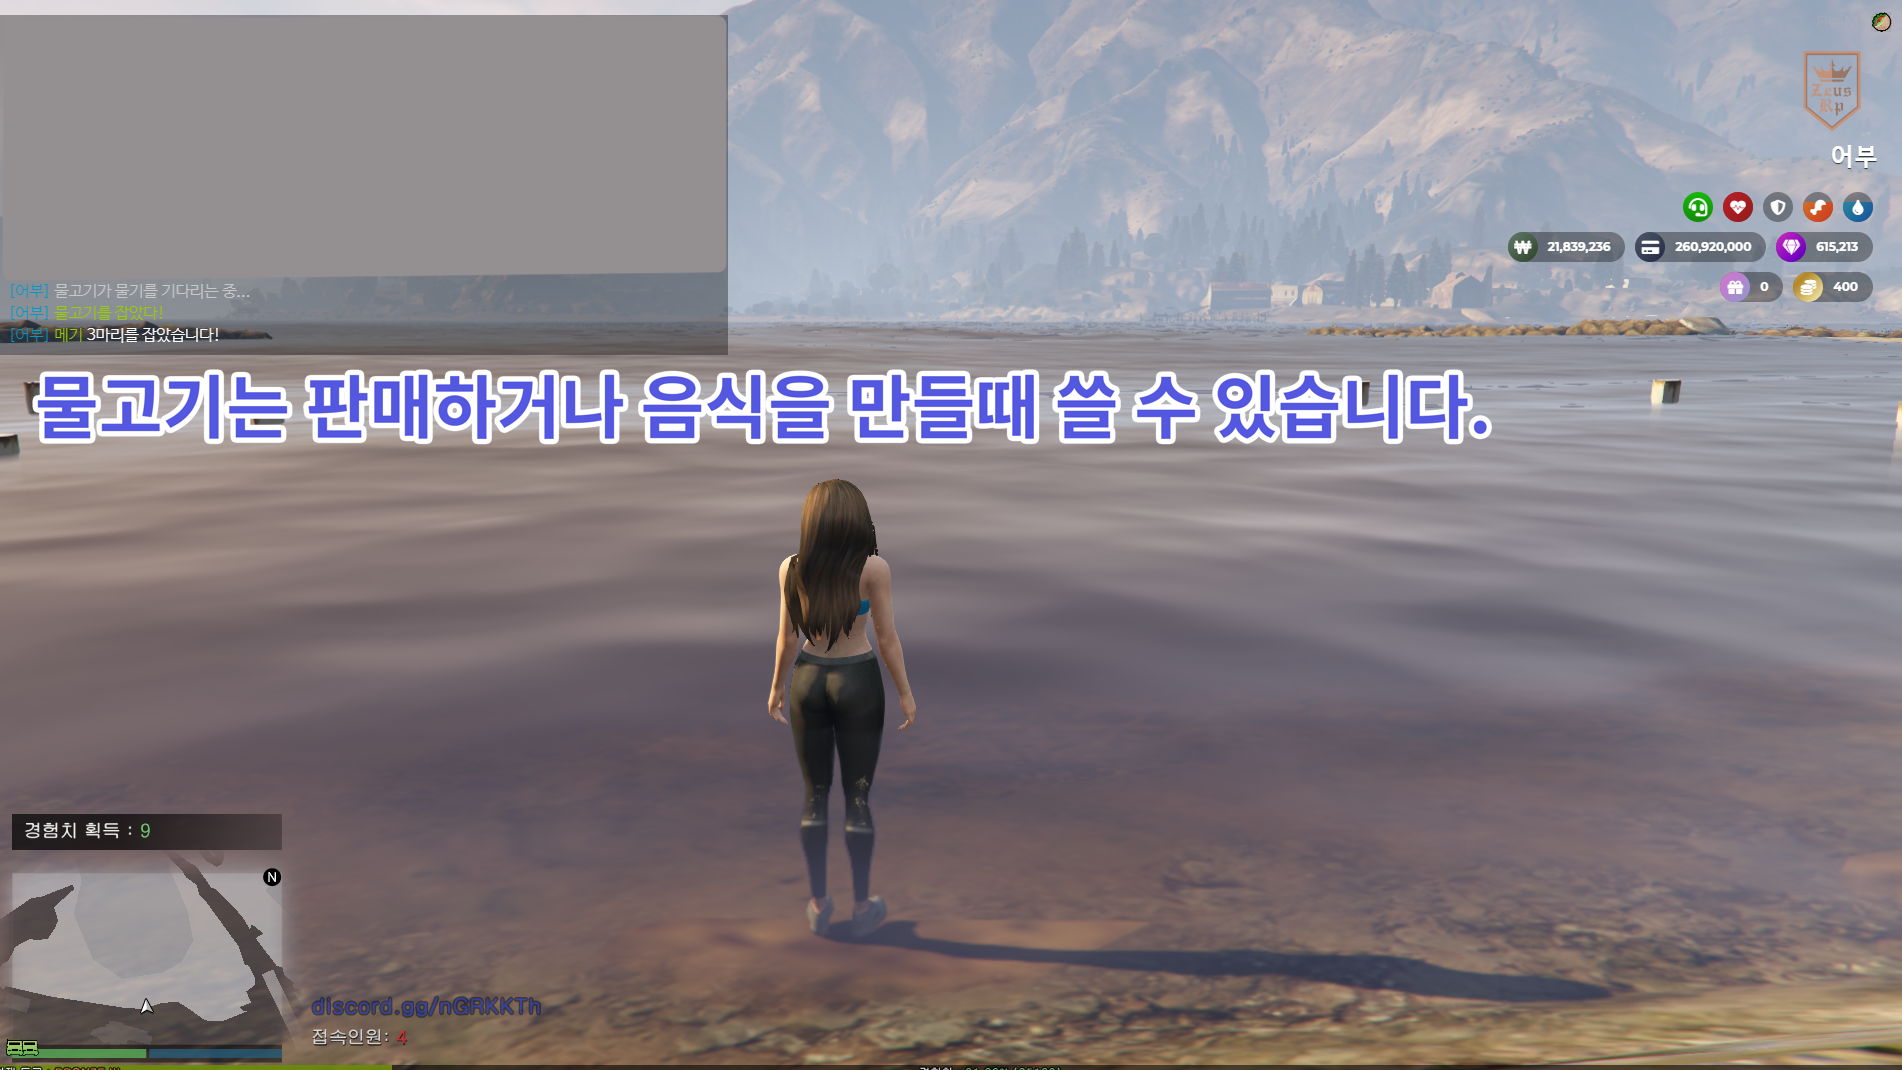 Zeus
Rp
어부
21,839,236
260,920,000
615,213
0
400
[어부] 물고기가 물기를 기다리는 중...
[어부] 물고기를 잡았다!
[어부] 메기 3마리를 잡았습니다!
물고기는 판매하거나 음식을 만들때 쓸 수 있습니다.
경험치 획득 : 9
N
discord.gg/nGRKKTh
접속인원: 4